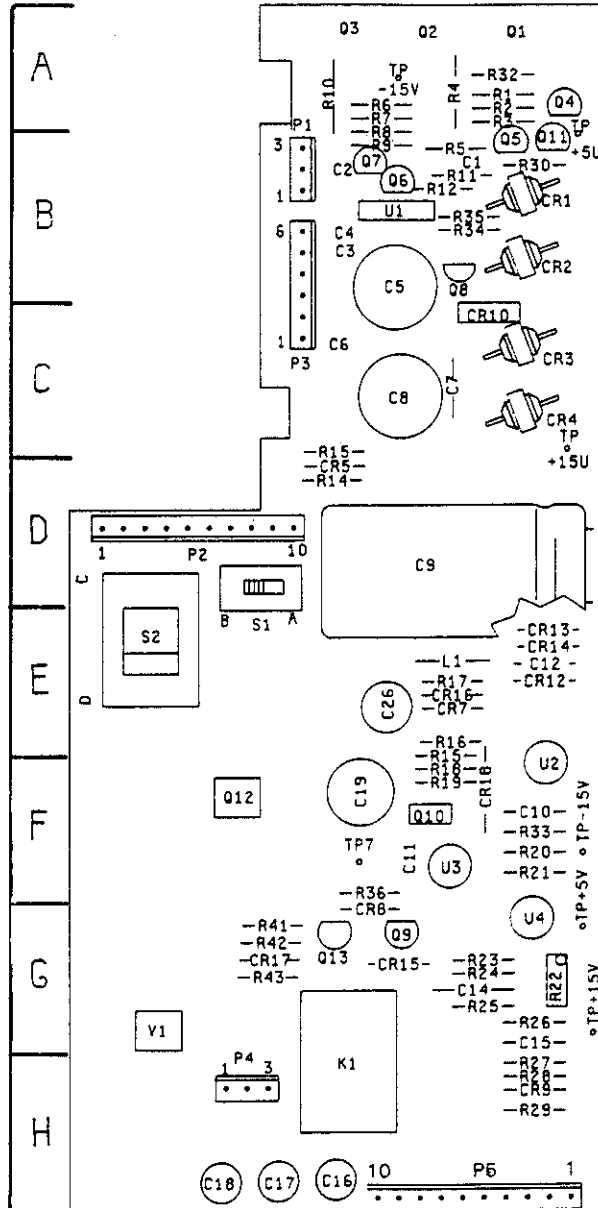 Q3 Q2 Q1
A
R10
TP
-15V
R4
R32
R6
R1
Q4
R7
R2
R8
R3
TP
P1
R9
R5
Q5
Q11
+5U
3
C2
Q7
C1
R30
Q6
R11
R12
1
U1
CR1
B
R35
R34
6
C4
C3
CR2
C5
Q8
CR10
1
C6
CR3
P3
C
C7
C8
CR4
TP
+15U
R15
CR5
R14
D
1
P2
10
C9
C
B
S1
A
S2
CR13
CR14
L1
C12
E
R17
CR12
D
CR16
C26
CR7
R16
R15
U2
R18
CR18
R19
Q12
C19
F
Q10
C10
TP-15V
R33
TP7
C11
R20
U3
R21
TP+5V
R36
CR8
U4
R41
R42
Q9
Q13
CR17
CR15
R23
R43
R24
R22
G
C14
TP+15V
R25
V1
R26
C15
P4
K1
R27
1
3
R28
CR9
R29
H
10
P5
1
C18
C17
C16